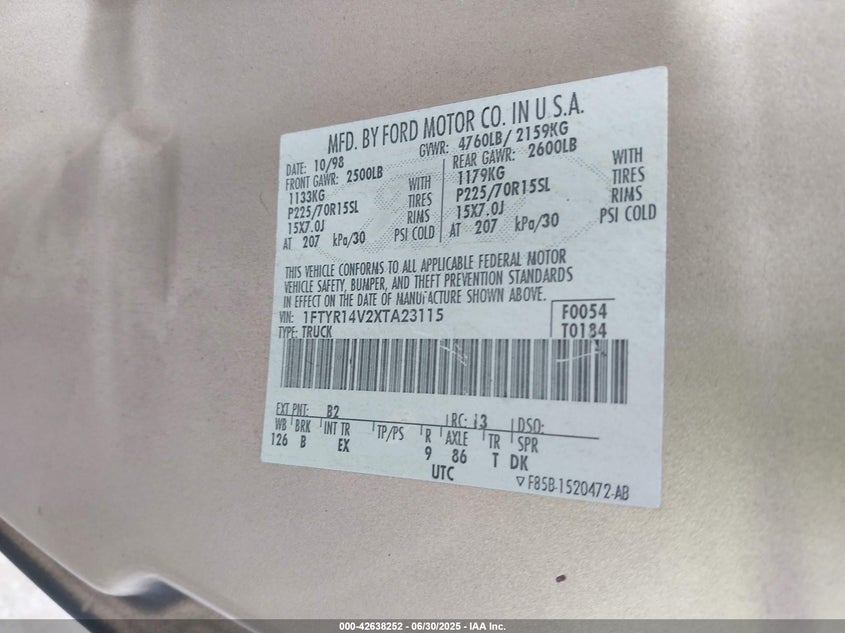 MFD. BY FORD MOTOR CO. IN U.S.A.
DATE: 10/98 GVWR: 4760LB/ 2159KG
FRONT GAWR: 2500LB REAR GAWR: 2600LB
1133KG WITH 1179KG WITH
P225/70R15SL TIRES P225/70R15SL TIRES
15X7.0J RIMS 15X7.0J RIMS
AT 207 kPa/30 PSI COLD AT 207 kPa/30 PSI COLD
THIS VEHICLE CONFORMS TO ALL APPLICABLE FEDERAL MOTOR
VEHICLE SAFETY, BUMPER, AND THEFT PREVENTION STANDARDS
IN EFFECT ON THE DATE OF MANUFACTURE SHOWN ABOVE.
VIN: 1FTYR14V2XTA23115 F0054
TYPE: TRUCK T0184
EXT PNT: B2 RC: 13 DSO:
WB BRK INT TR TP/PS R AXLE TR SPR
126 B EX 9 86 T DK
UTC
F85B-1520472-AB
000-42638252 - 06/30/2025 - IAA Inc.